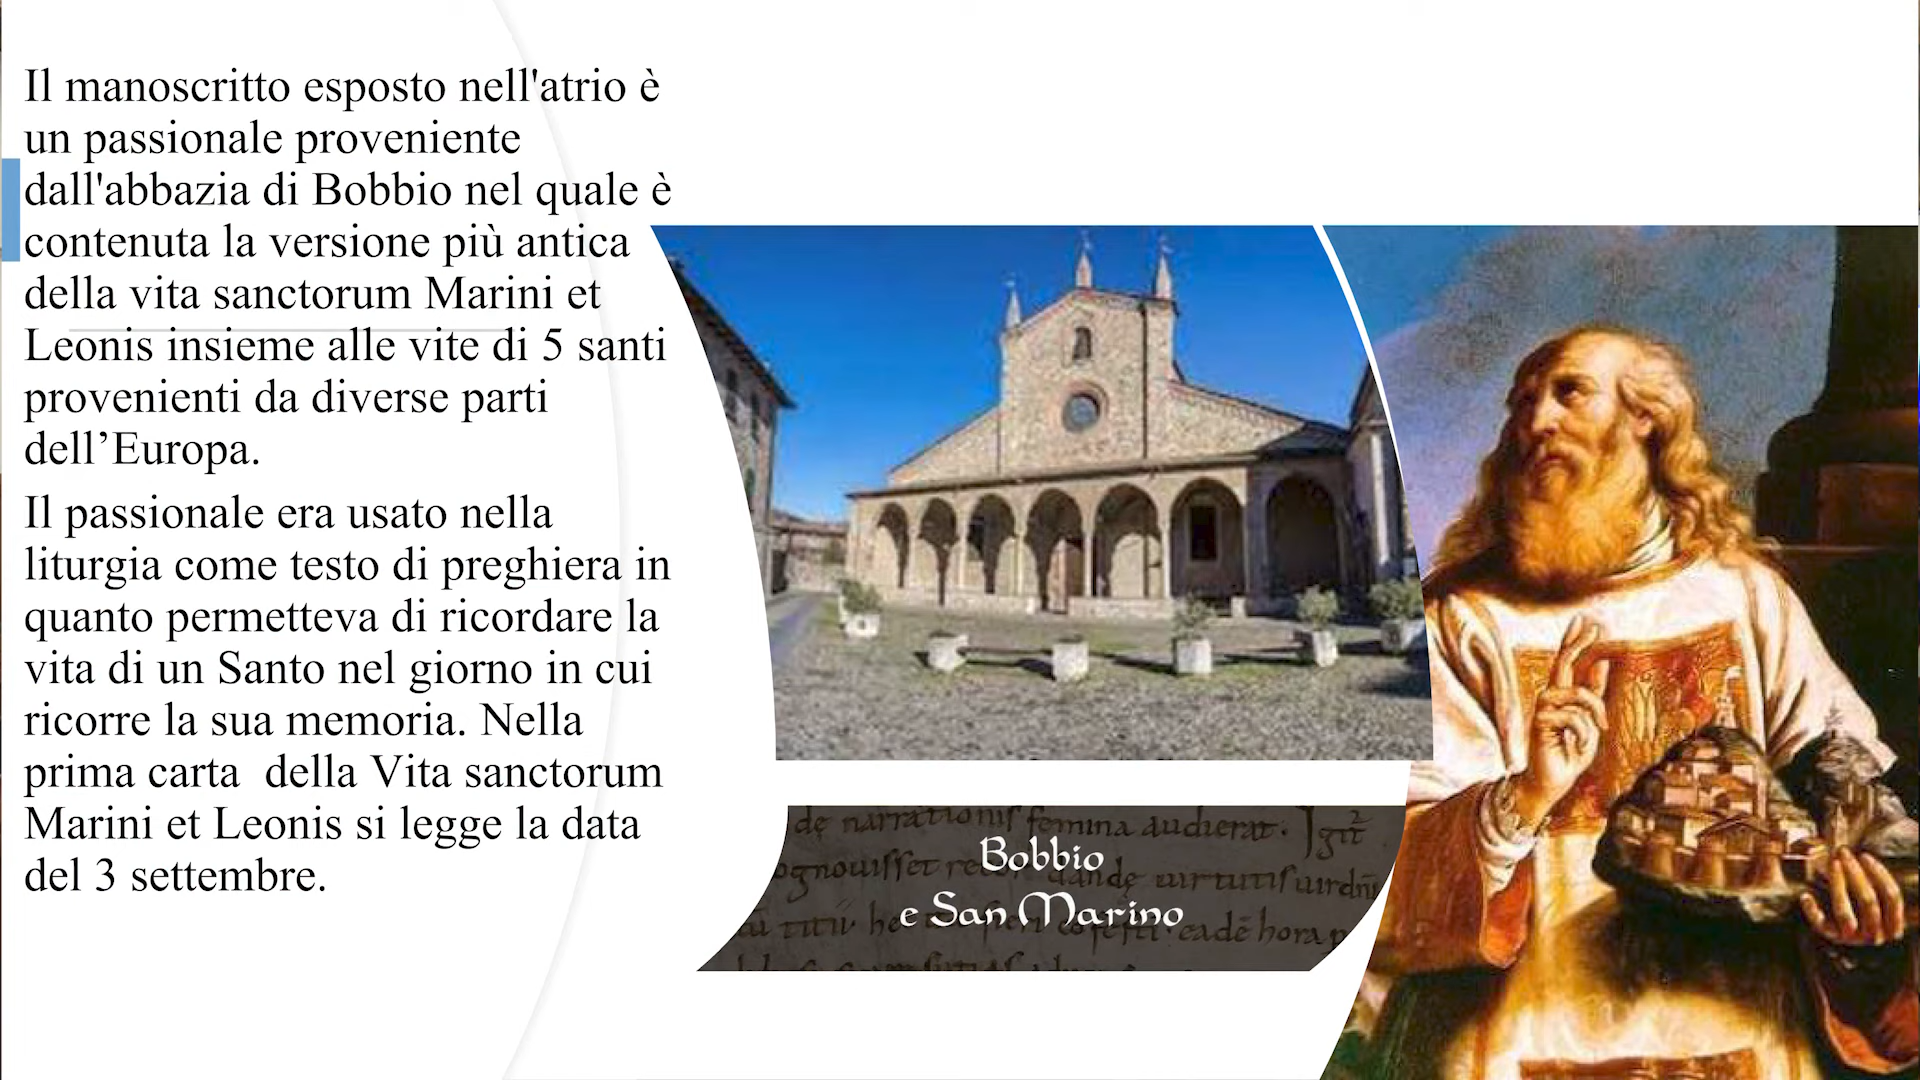 Il manoscritto esposto nell'atrio è
un passionale proveniente
dall'abbazia di Bobbio nel quale è
contenuta la versione più antica
della vita sanctorum Marini et
Leonis insieme alle vite di 5 santi
provenienti da diverse parti
dell’Europa.
Il passionale era usato nella
liturgia come testo di preghiera in
quanto permetteva di ricordare la
vita di un Santo nel giorno in cui
ricorre la sua memoria. Nella
prima carta  della Vita sanctorum
Marini et Leonis si legge la data
del 3 settembre.
dę narrationis femina audierat.
Bobbio
e San Marino